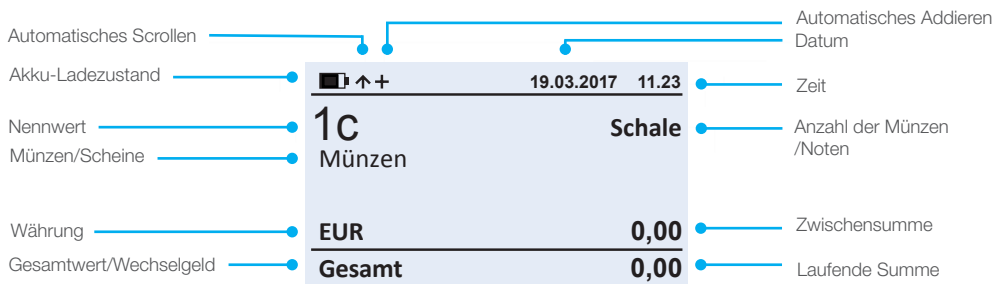 Automatisches Scrollen
Akku-Ladezustand
Nennwert
Münzen/Scheine
Währung
Gesamtwert/Wechselgeld
19.03.2017 11.23
1c Schale
Münzen
EUR 0,00
Gesamt 0,00
Automatisches Addieren
Datum
Zeit
Anzahl der Münzen
/Noten
Zwischensumme
Laufende Summe